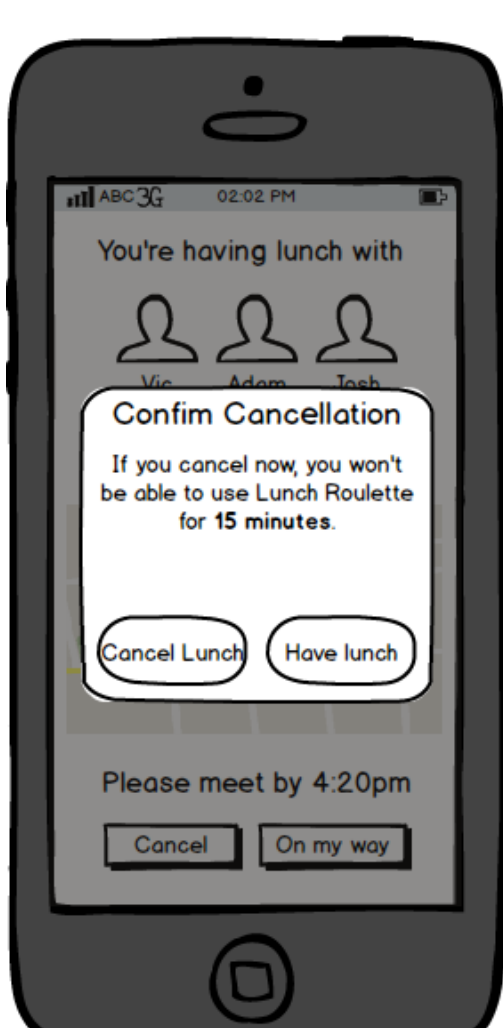 ABC 3G 02:02 PM
You're having lunch with
Vic Adam Josh
Confim Cancellation
If you cancel now, you won't
be able to use Lunch Roulette
for 15 minutes.
Cancel Lunch Have lunch
Please meet by 4:20pm
Cancel On my way